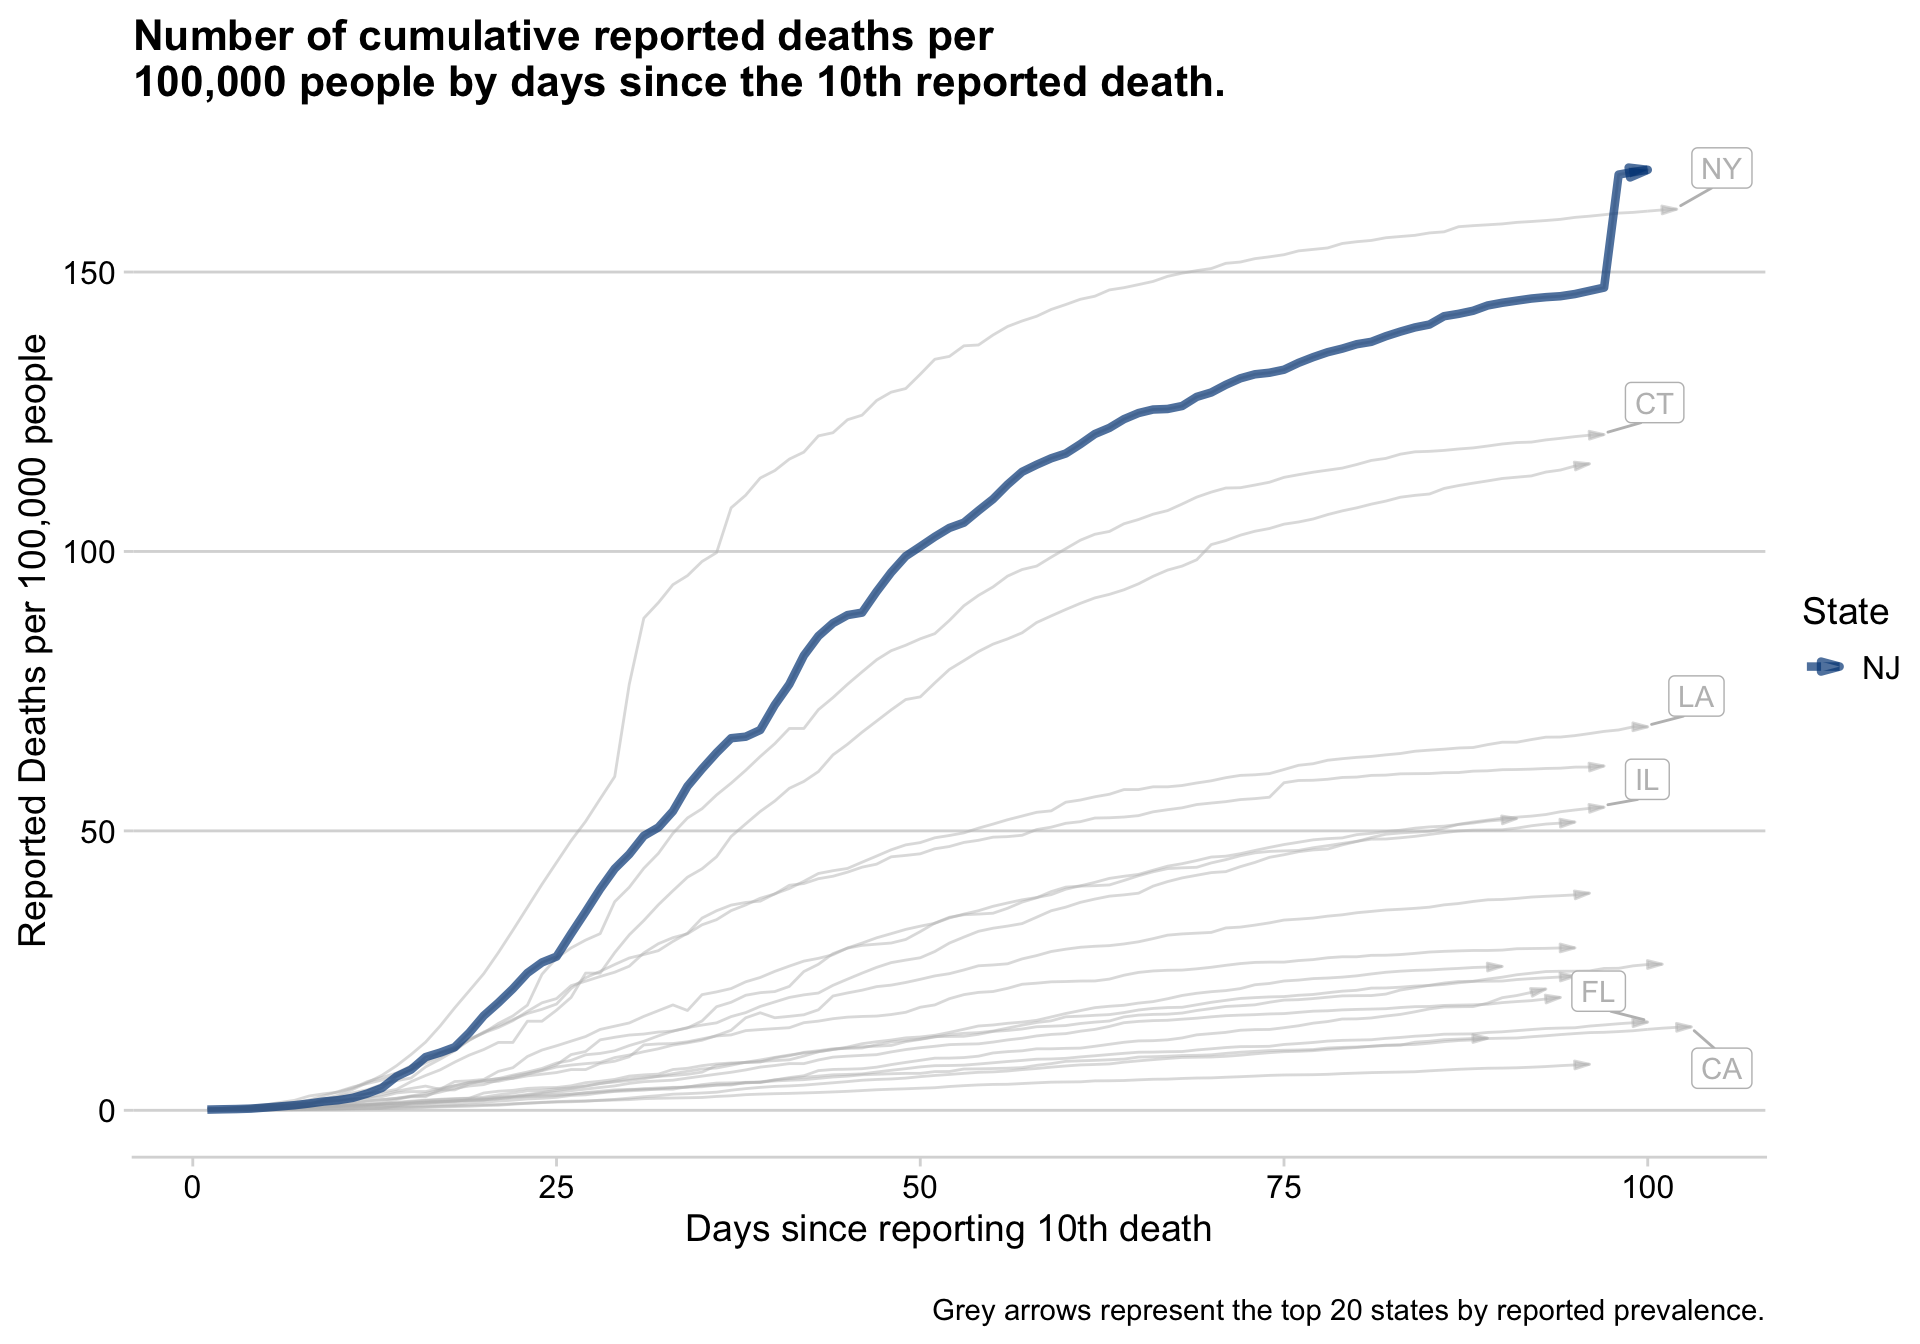 Number of cumulative reported deaths per
100,000 people by days since the 10th reported death.
Reported Deaths per 100,000 people
150
100
50
0
NY
CT
LA
IL
FL
CA
State
NJ
0
25
50
75
100
Days since reporting 10th death
Grey arrows represent the top 20 states by reported prevalence.